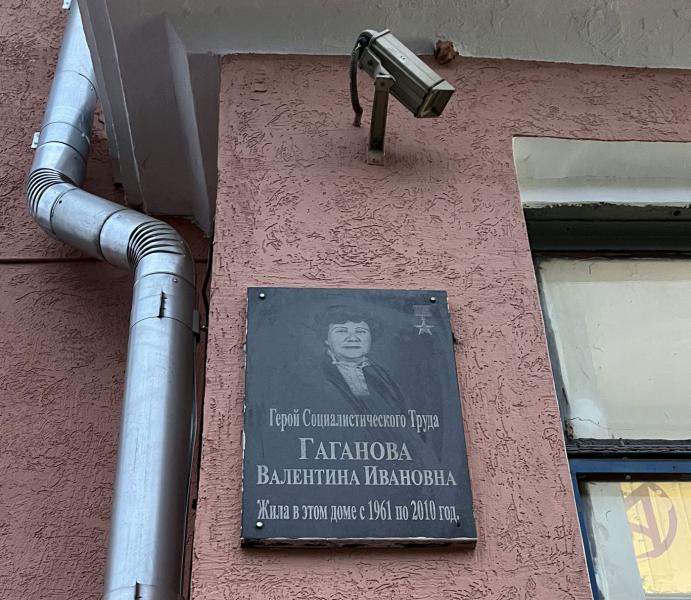 Герой Социалистического Труда
ГАГАНОВА
ВАЛЕНТИНА ИВАНОВНА
Жила в этом доме с 1961 по 2010 год.